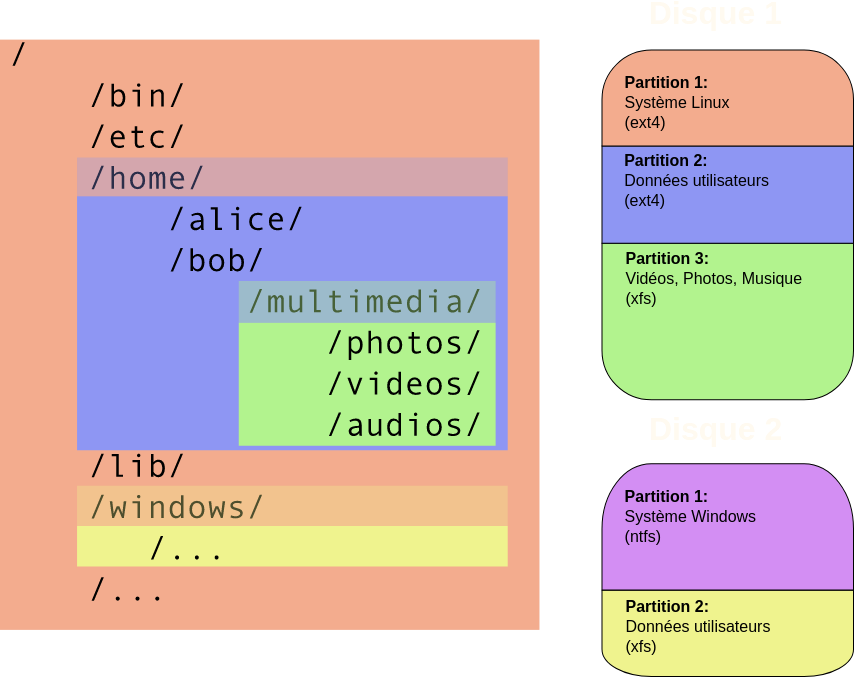 /
/bin/
/etc/
/home/
/alice/
/bob/
/multimedia/
/photos/
/videos/
/audios/
/lib/
/windows/
/...
/...
Disque 1
Partition 1:
Système Linux
(ext4)
Partition 2:
Données utilisateurs
(ext4)
Partition 3:
Vidéos, Photos, Musique
(xfs)
Disque 2
Partition 1:
Système Windows
(ntfs)
Partition 2:
Données utilisateurs
(xfs)